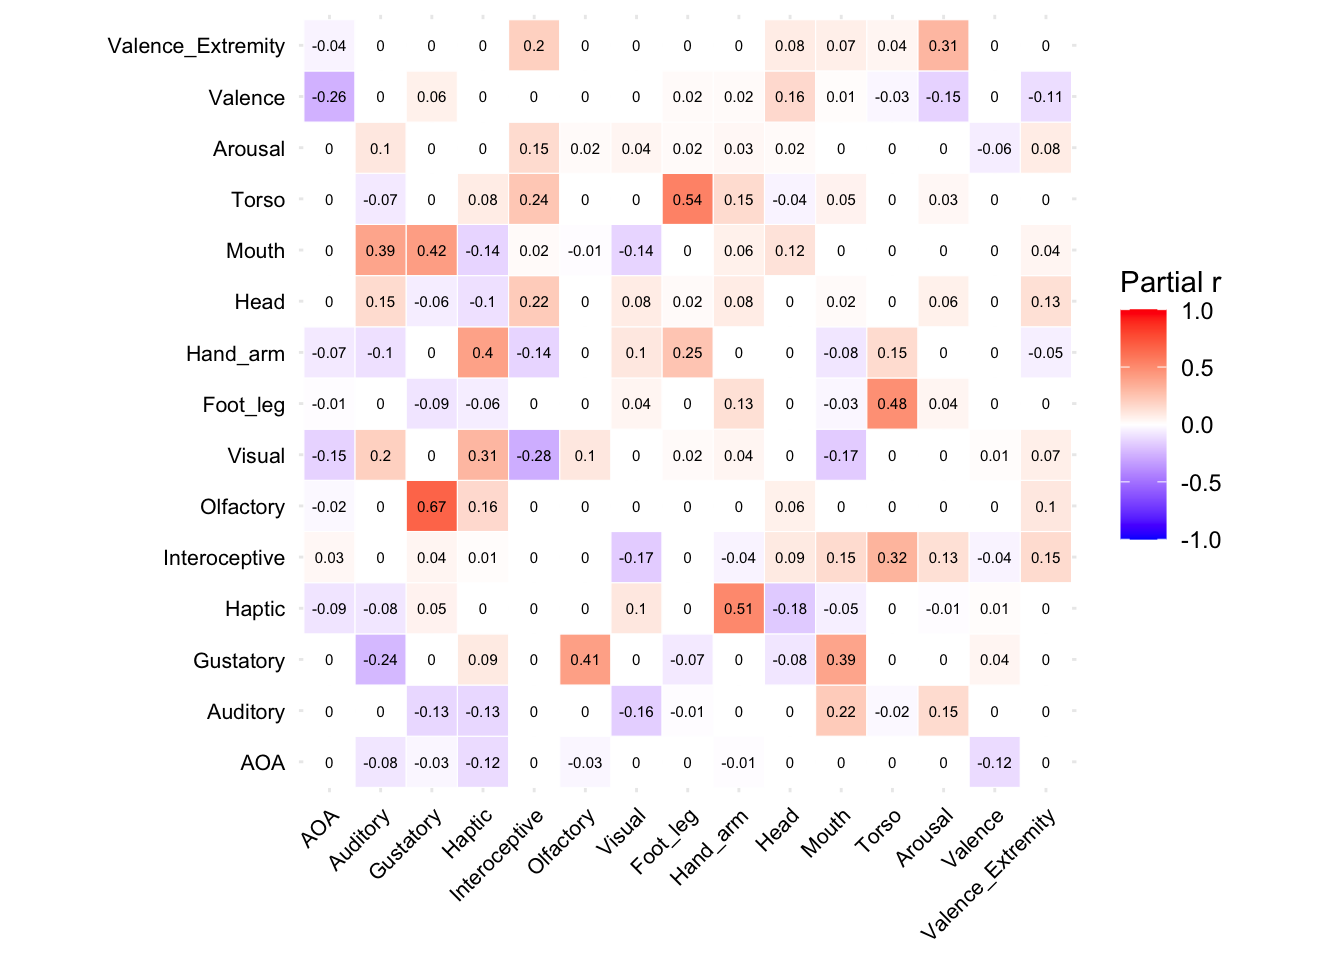 Valence_Extremity -0.04 0 0 0 0.2 0 0 0 0 0.08 0.07 0.04 0.31 0 0
Valence -0.26 0 0.06 0 0 0 0 0.02 0.02 0.16 0.01 -0.03 -0.15 0 -0.11
Arousal 0 0.1 0 0 0.15 0.02 0.04 0.02 0.03 0.02 0 0 0 -0.06 0.08
Torso 0 -0.07 0 0.08 0.24 0 0 0.54 0.15 -0.04 0.05 0 0.03 0 0
Mouth 0 0.39 0.42 -0.14 0.02 -0.01 -0.14 0 0.06 0.12 0 0 0 0 0.04
Head 0 0.15 -0.06 -0.1 0.22 0 0.08 0.02 0.08 0 0.02 0 0.06 0 0.13
Hand_arm -0.07 -0.1 0 0.4 -0.14 0 0.1 0.25 0 0 -0.08 0.15 0 0 -0.05
Foot_leg -0.01 0 -0.09 -0.06 0 0 0.04 0 0.13 0 -0.03 0.48 0.04 0 0
Visual -0.15 0.2 0 0.31 -0.28 0.1 0 0.02 0.04 0 -0.17 0 0 0.01 0.07
Olfactory -0.02 0 0.67 0.16 0 0 0 0 0 0.06 0 0 0 0 0.1
Interoceptive 0.03 0 0.04 0.01 0 0 -0.17 0 -0.04 0.09 0.15 0.32 0.13 -0.04 0.15
Haptic -0.09 -0.08 0.05 0 0 0 0.1 0 0.51 -0.18 -0.05 0 -0.01 0.01 0
Gustatory 0 -0.24 0 0.09 0 0.41 0 -0.07 0 -0.08 0.39 0 0 0.04 0
Auditory 0 0 -0.13 -0.13 0 0 -0.16 -0.01 0 0 0.22 -0.02 0.15 0 0
AOA 0 -0.08 -0.03 -0.12 0 -0.03 0 0 -0.01 0 0 0 0 -0.12 0
AOA Auditory Gustatory Haptic Interoceptive Olfactory Visual Foot_leg Hand_arm Head Mouth Torso Arousal Valence Valence_Extremity
Partial r
1.0
0.5
0.0
-0.5
-1.0